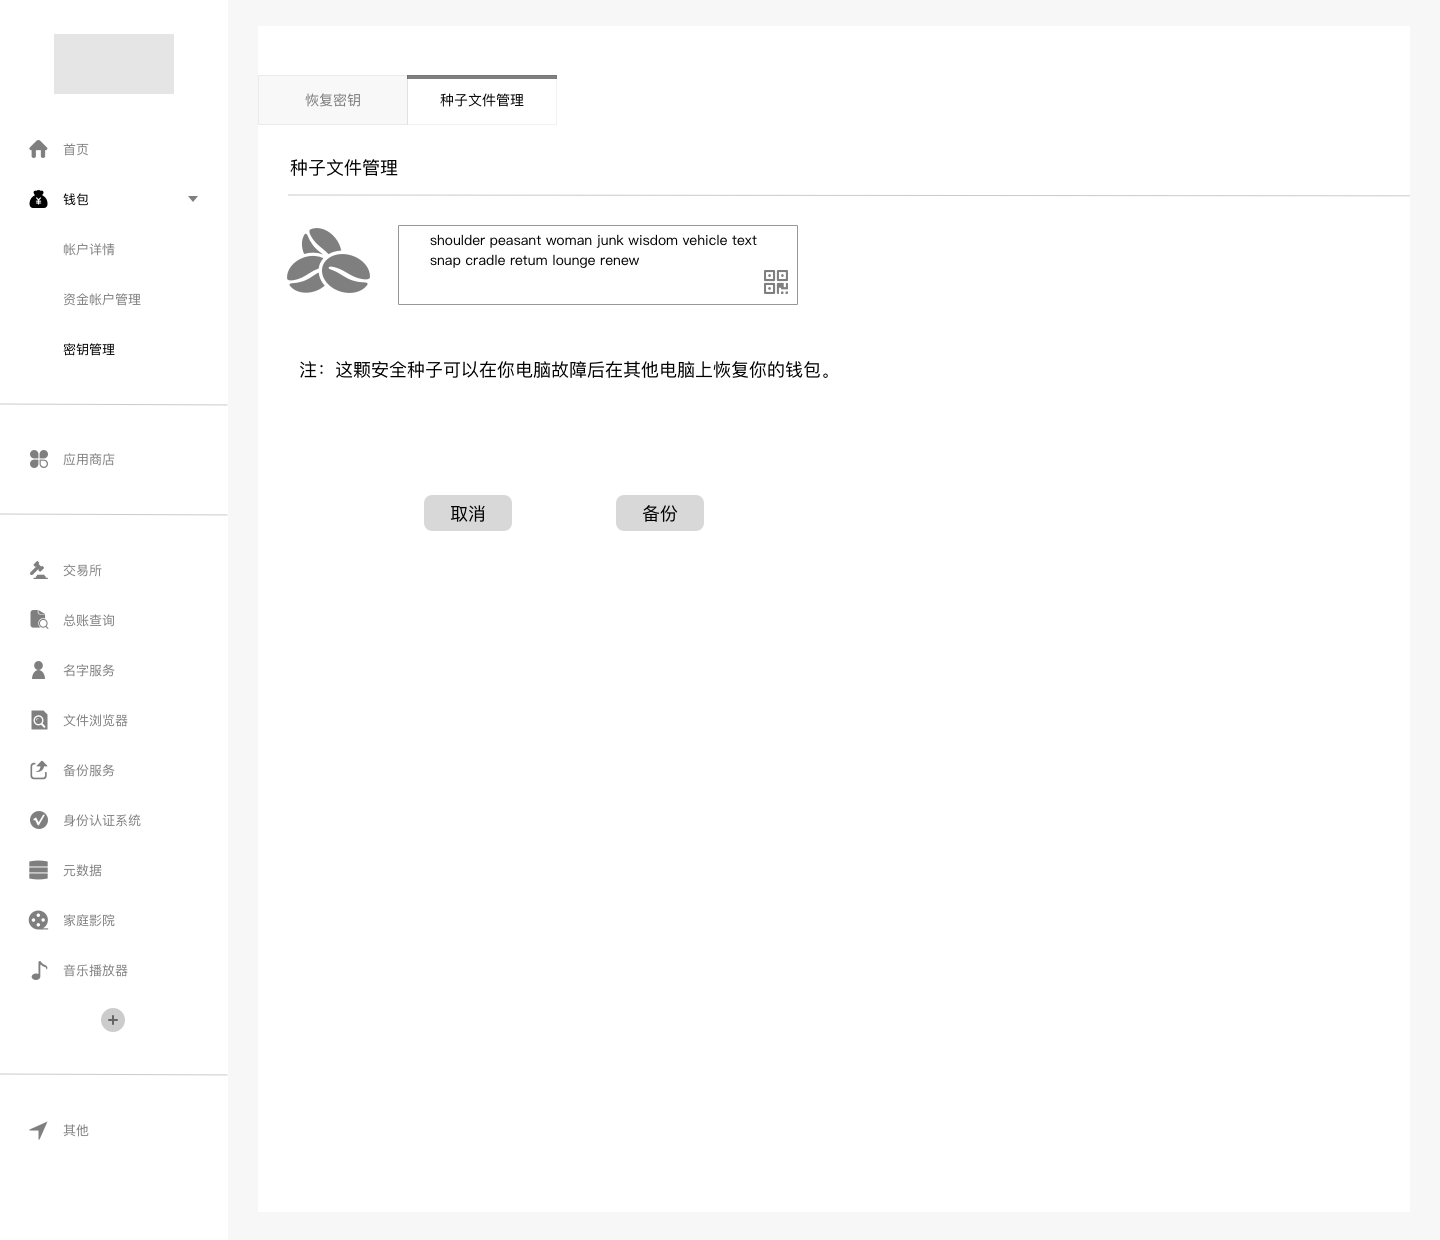 首页
钱包
帐户详情
资金帐户管理
密钥管理
应用商店
交易所
总账查询
名字服务
文件浏览器
备份服务
身份认证系统
元数据
家庭影院
音乐播放器
其他
恢复密钥
种子文件管理
种子文件管理
shoulder peasant woman junk wisdom vehicle text
snap cradle retum lounge renew
注：这颗安全种子可以在你电脑故障后在其他电脑上恢复你的钱包。
取消
备份